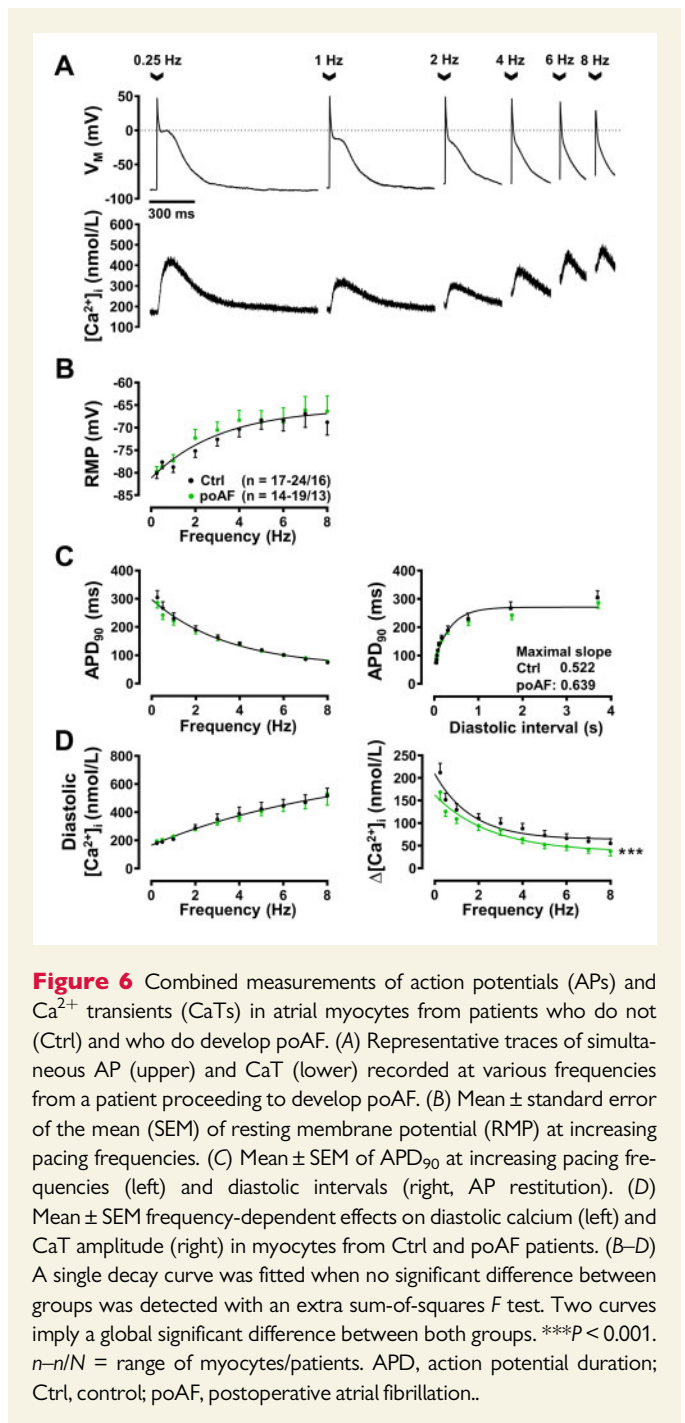 A
0.25 Hz 1 Hz 2 Hz 4 Hz 6 Hz 8 Hz
50
0
-50
-100
VM (mV)
300 ms
600
500
400
300
200
100
[Ca2+]i (nmol/L)
B
-60
-65
-70
-75
-80
-85
RMP (mV)
Ctrl (n = 17-24/16)
poAF (n = 14-19/13)
0 2 4 6 8
Frequency (Hz)
C
400
300
200
100
0
APD90 (ms)
0 2 4 6 8
Frequency (Hz)
400
300
200
100
0
APD90 (ms)
Maximal slope
Ctrl 0.522
poAF: 0.639
0 1 2 3 4
Diastolic interval (s)
D
800
600
400
200
0
Diastolic
[Ca2+]i (nmol/L)
0 2 4 6 8
Frequency (Hz)
250
200
150
100
50
0
Δ[Ca2+]i (nmol/L)
***
0 2 4 6 8
Frequency (Hz)
Figure 6 Combined measurements of action potentials (APs) and
Ca2+ transients (CaTs) in atrial myocytes from patients who do not
(Ctrl) and who do develop poAF. (A) Representative traces of simulta-
neous AP (upper) and CaT (lower) recorded at various frequencies
from a patient proceeding to develop poAF. (B) Mean ± standard error
of the mean (SEM) of resting membrane potential (RMP) at increasing
pacing frequencies. (C) Mean ± SEM of APD90 at increasing pacing fre-
quencies (left) and diastolic intervals (right, AP restitution). (D)
Mean ± SEM frequency-dependent effects on diastolic calcium (left) and
CaT amplitude (right) in myocytes from Ctrl and poAF patients. (B–D)
A single decay curve was fitted when no significant difference between
groups was detected with an extra sum-of-squares F test. Two curves
imply a global significant difference between both groups. ***P < 0.001.
n–n/N = range of myocytes/patients. APD, action potential duration;
Ctrl, control; poAF, postoperative atrial fibrillation..